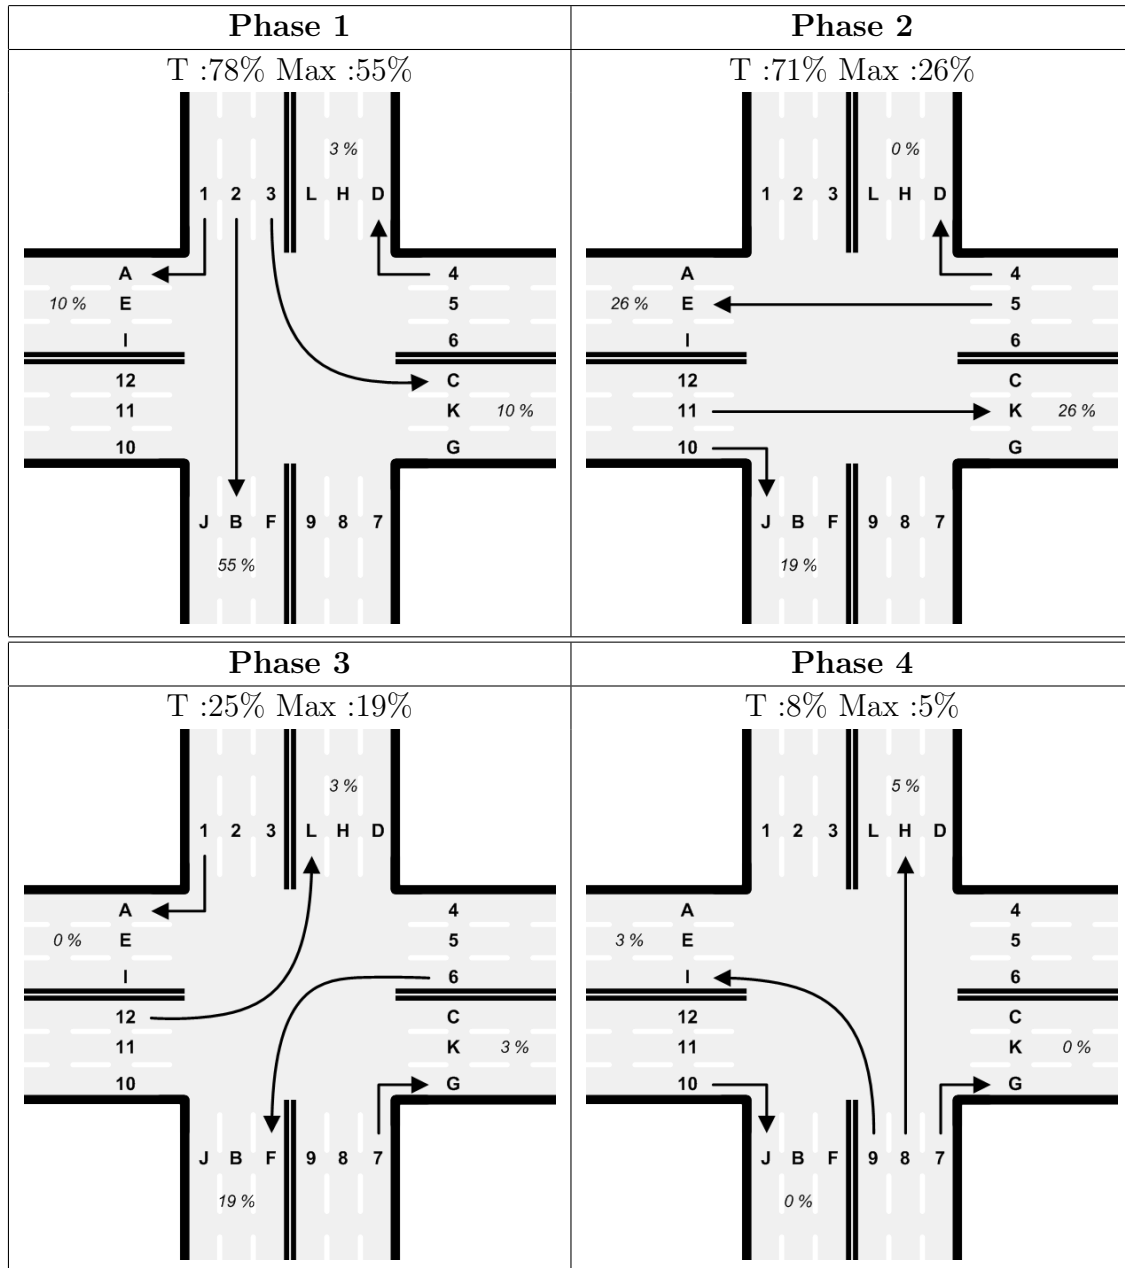 Phase 1
Phase 2
T :78% Max :55%
T :71% Max :26%
3 %
1 2 3 L H D
A 4
10 % E 5
I 6
12 C
11 K 10 %
10 G
J B F 9 8 7
55 %
0 %
1 2 3 L H D
A 4
26 % E 5
I 6
12 C
11 K 26 %
10 G
J B F 9 8 7
19 %
Phase 3
Phase 4
T :25% Max :19%
T :8% Max :5%
3 %
1 2 3 L H D
A 4
0 % E 5
I 6
12 C
11 K 3 %
10 G
J B F 9 8 7
19 %
5 %
1 2 3 L H D
A 4
3 % E 5
I 6
12 C
11 K 0 %
10 G
J B F 9 8 7
0 %